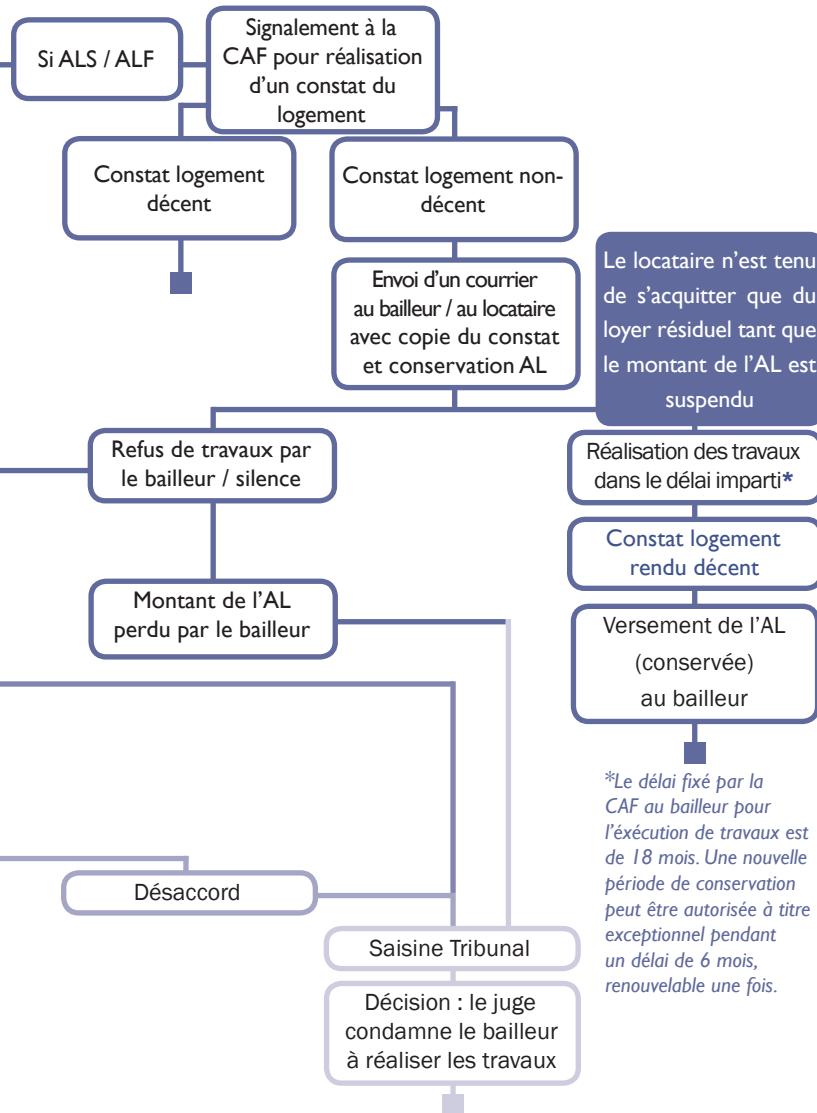 Si ALS / ALF
Signalement à la
CAF pour réalisation
d'un constat du
logement
Constat logement
décent
Constat logement non-
décent
Envoi d'un courrier
au bailleur / au locataire
avec copie du constat
et conservation AL
Le locataire n'est tenu
de s'acquitter que du
loyer résiduel tant que
le montant de l'AL est
suspendu
Refus de travaux par
le bailleur / silence
Réalisation des travaux
dans le délai imparti*
Constat logement
rendu décent
Montant de l'AL
perdu par le bailleur
Versement de l'AL
(conservée)
au bailleur
*Le délai fixé par la
CAF au bailleur pour
l'éxécution de travaux est
de 18 mois. Une nouvelle
période de conservation
peut être autorisée à titre
exceptionnel pendant
un délai de 6 mois,
renouvelable une fois.
Désaccord
Saisine Tribunal
Décision : le juge
condamne le bailleur
à réaliser les travaux